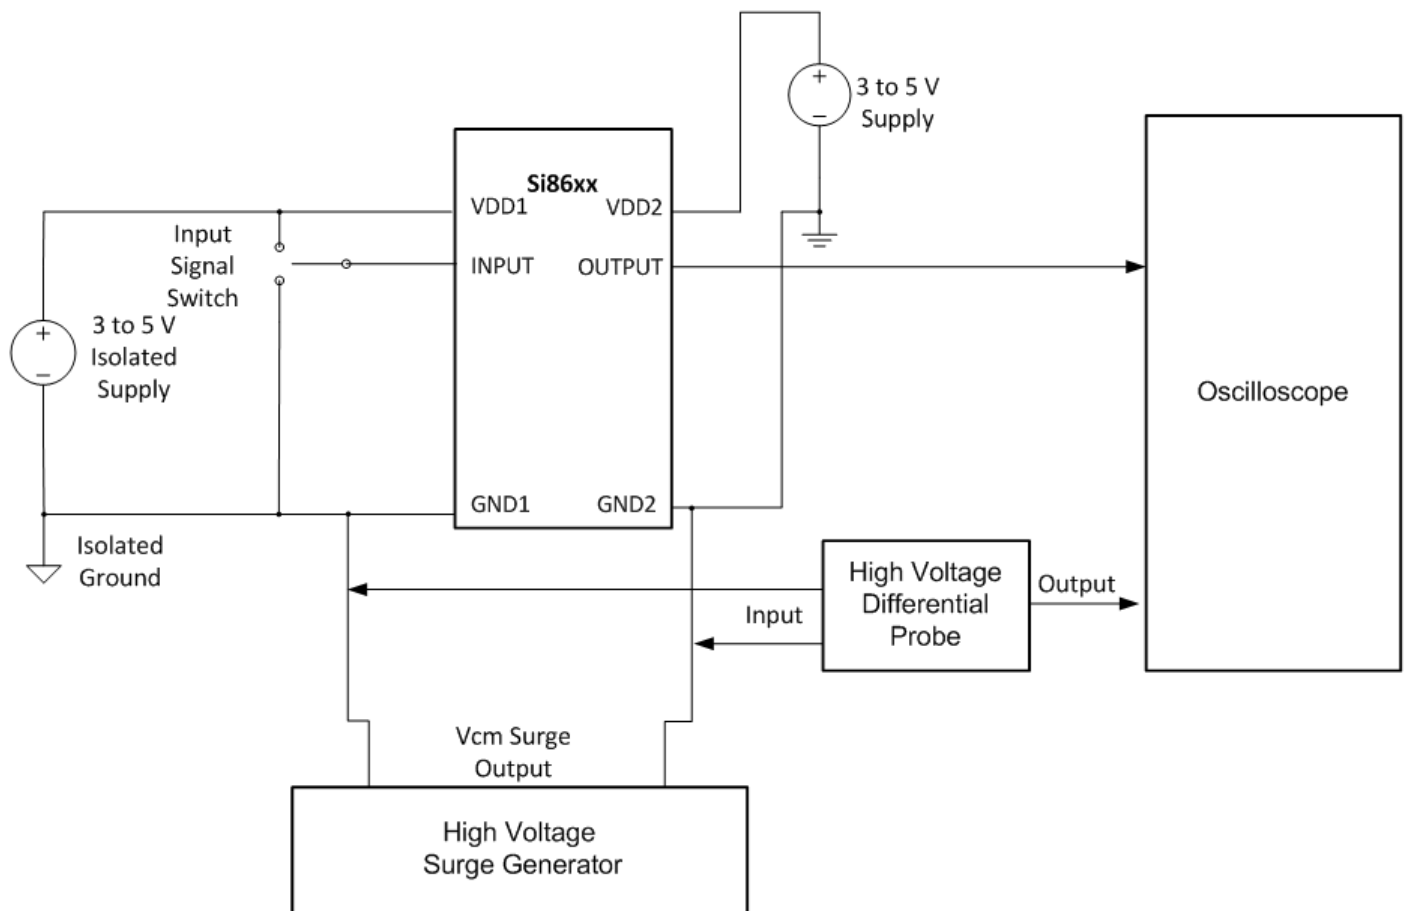 3 to 5 V
Supply
Si86xx
VDD1
VDD2
Input
Signal
Switch
INPUT
OUTPUT
3 to 5 V
Isolated
Supply
Oscilloscope
GND1
GND2
Isolated
Ground
High Voltage
Differential
Probe
Output
Input
Vcm Surge
Output
High Voltage
Surge Generator